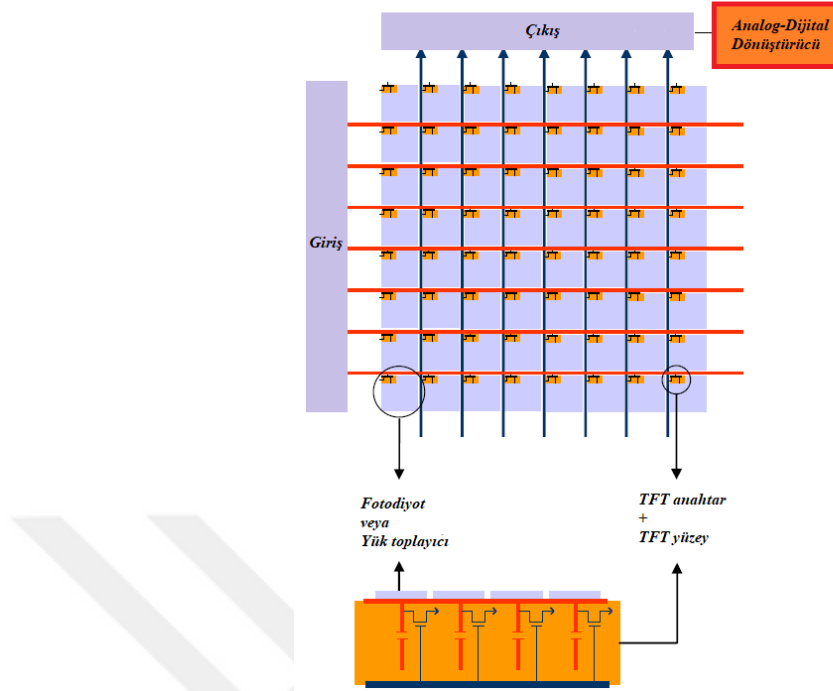 Çıkış
Analog-Dijital
Dönüştürücü
Giriş
Fotodiyot
veya
Yük toplayıcı
TFT anahtar
+
TFT yüzey